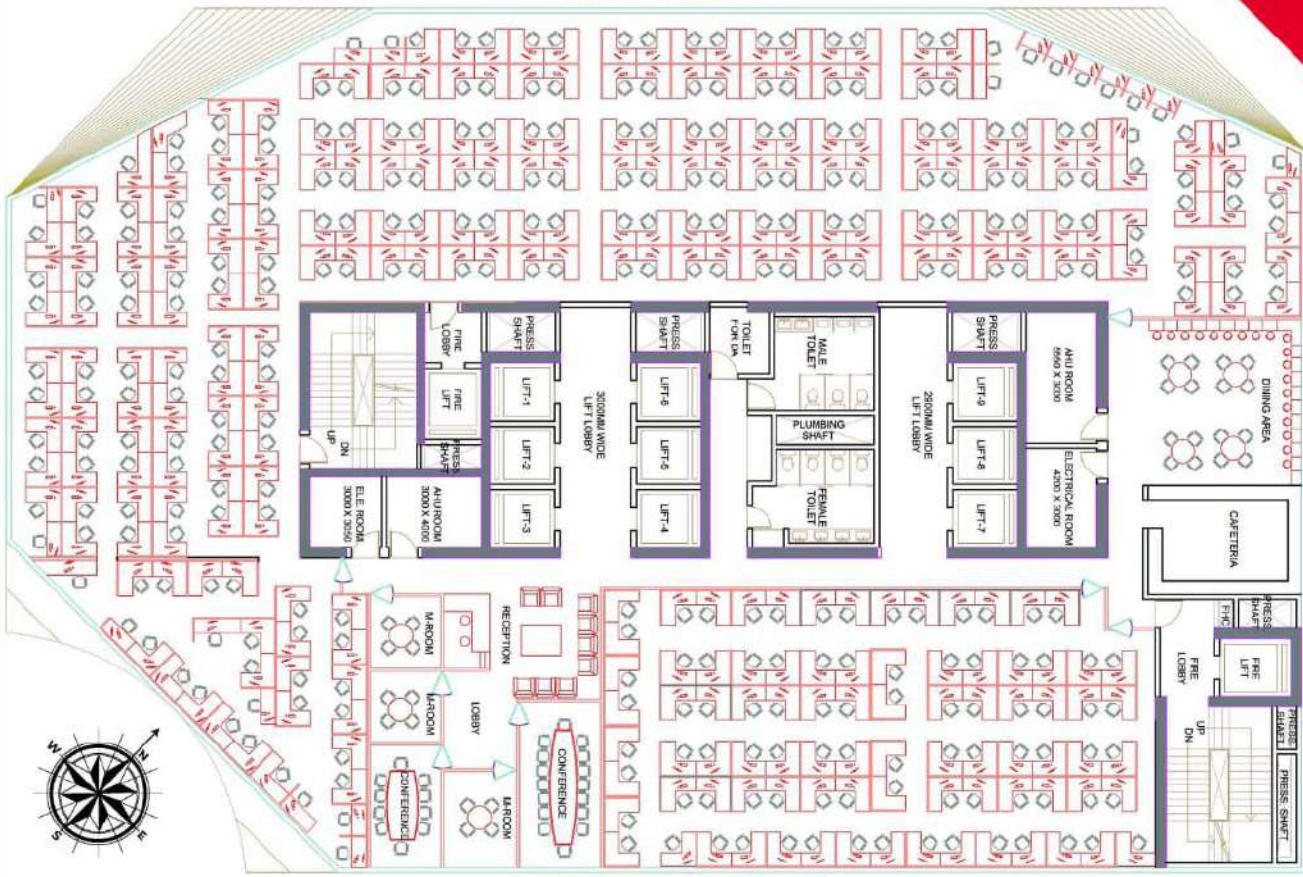 FIRE
LOBBY
PRESS
SHAFT
PRESS
SHAFT
TOILET
FOR DA
MALE
TOILET
PRESS
SHAFT
AHU ROOM
5550 X 3030
DINING AREA
UP
DN
FIRE
LIFT
PRESS
SHAFT
LIFT-1
LIFT-2
LIFT-3
3000MM WIDE
LIFT LOBBY
LIFT-6
LIFT-5
LIFT-4
PLUMBING
SHAFT
FEMALE
TOILET
2900MM WIDE
LIFT LOBBY
LIFT-9
LIFT-8
LIFT-7
ELECTRICAL ROOM
4200 X 3000
CAFETERIA
ELE. ROOM
3000 X 3050
AHU ROOM
3000 X 4000
M-ROOM
RECEPTION
M-ROOM
LOBBY
CONFERENCE
M-ROOM
CONFERENCE
FHC
PRESS
SHAFT
FIRE
LOBBY
FIRE
LIFT
UP
DN
PRESS
SHAFT
PRESS SHAFT
W
N
S
E